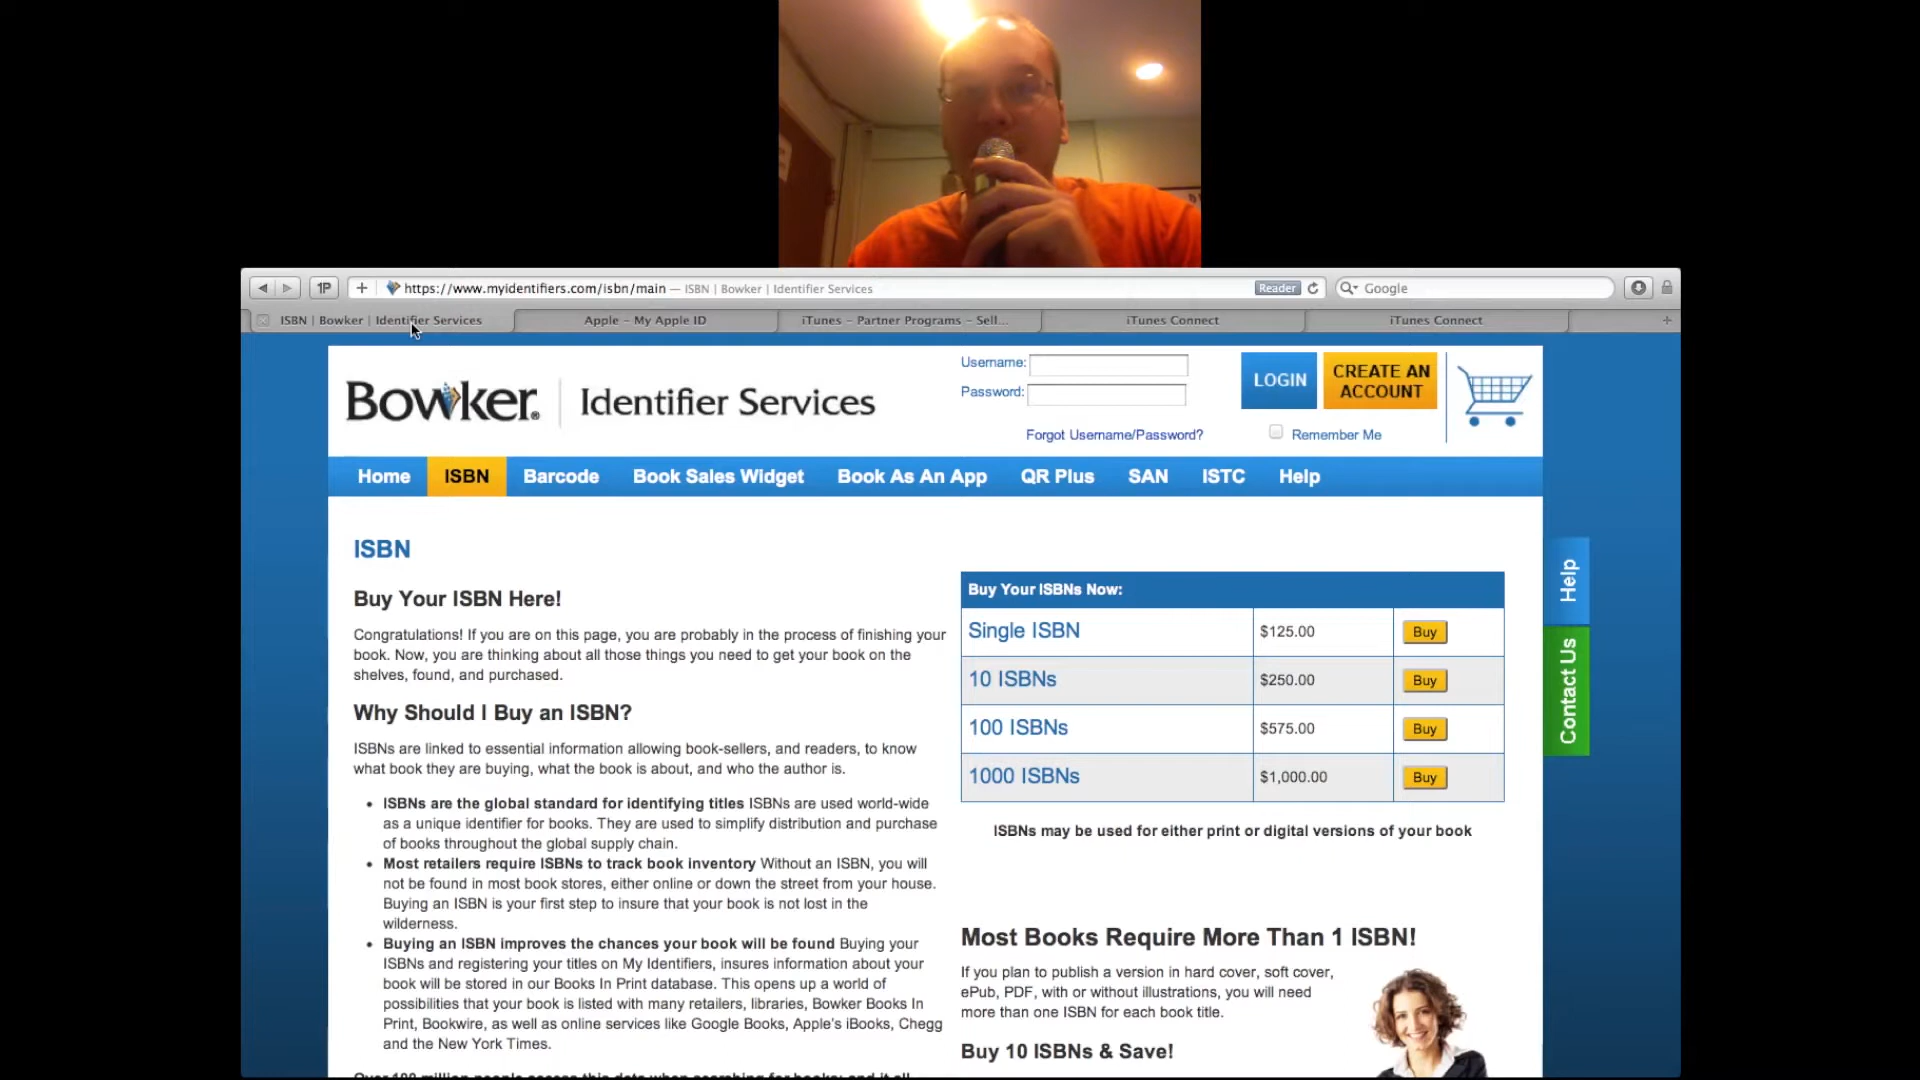 1P
+
https://www.myidentifiers.com/isbn/main — ISBN | Bowker | Identifier Services
Reader
Google
ISBN | Bowker | Identifier Services
Apple – My Apple ID
iTunes – Partner Programs – Sell...
iTunes Connect
iTunes Connect
+
Bowker® | Identifier Services
Username:
Password:
LOGIN
CREATE AN
ACCOUNT
Forgot Username/Password?
Remember Me
Home ISBN Barcode Book Sales Widget Book As An App QR Plus SAN ISTC Help
ISBN
Buy Your ISBN Here!
Congratulations! If you are on this page, you are probably in the process of finishing your
book. Now, you are thinking about all those things you need to get your book on the
shelves, found, and purchased.
Why Should I Buy an ISBN?
ISBNs are linked to essential information allowing book-sellers, and readers, to know
what book they are buying, what the book is about, and who the author is.
• ISBNs are the global standard for identifying titles ISBNs are used world-wide
as a unique identifier for books. They are used to simplify distribution and purchase
of books throughout the global supply chain.
• Most retailers require ISBNs to track book inventory Without an ISBN, you will
not be found in most book stores, either online or down the street from your house.
Buying an ISBN is your first step to insure that your book is not lost in the
wilderness.
• Buying an ISBN improves the chances your book will be found Buying your
ISBNs and registering your titles on My Identifiers, insures information about your
book will be stored in our Books In Print database. This opens up a world of
possibilities that your book is listed with many retailers, libraries, Bowker Books In
Print, Bookwire, as well as online services like Google Books, Apple's iBooks, Chegg
and the New York Times.
Over 100 million people access this data when searching for books; and it all
Buy Your ISBNs Now:
Single ISBN $125.00 Buy
10 ISBNs $250.00 Buy
100 ISBNs $575.00 Buy
1000 ISBNs $1,000.00 Buy
ISBNs may be used for either print or digital versions of your book
Most Books Require More Than 1 ISBN!
If you plan to publish a version in hard cover, soft cover,
ePub, PDF, with or without illustrations, you will need
more than one ISBN for each book title.
Buy 10 ISBNs & Save!
Help
Contact Us